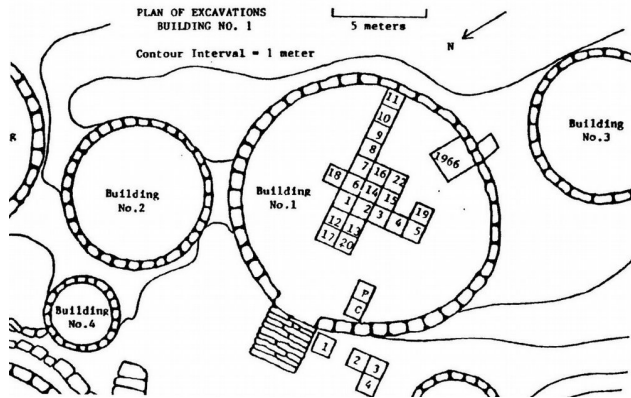 PLAN OF EXCAVATIONS
BUILDING NO. 1
5 meters
N
Contour Interval = 1 meter
11
10
9
8
7 16 22
18 6 14 15
1 2 3 4 5
19
12 13
17 20
1966
Building
No.3
Building
No.2
Building
No.1
Building
No.4
P
C
1
2 3
4